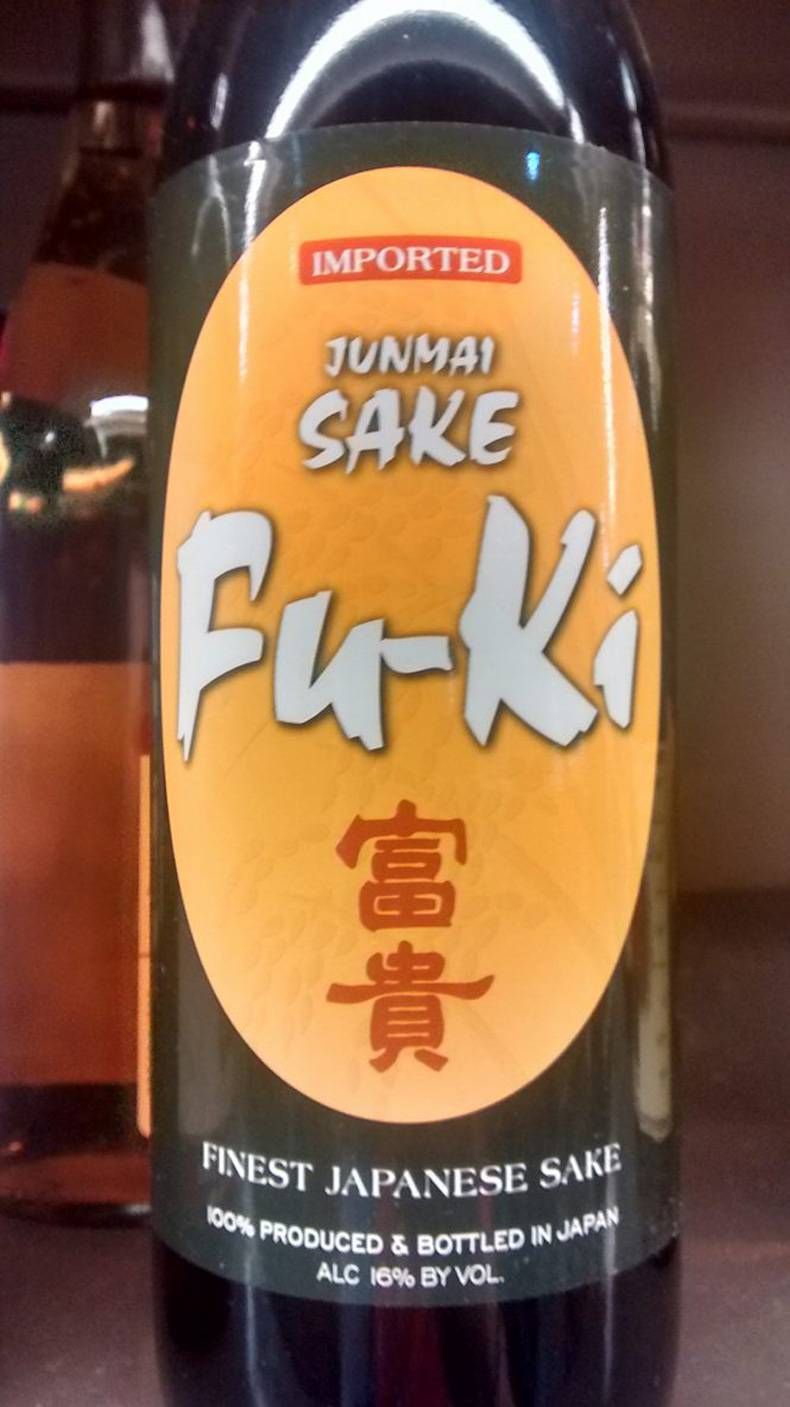 IMPORTED
JUNMAI
SAKE
Fu-Ki
富
貴
FINEST JAPANESE SAKE
100% PRODUCED & BOTTLED IN JAPAN
ALC 16% BY VOL.